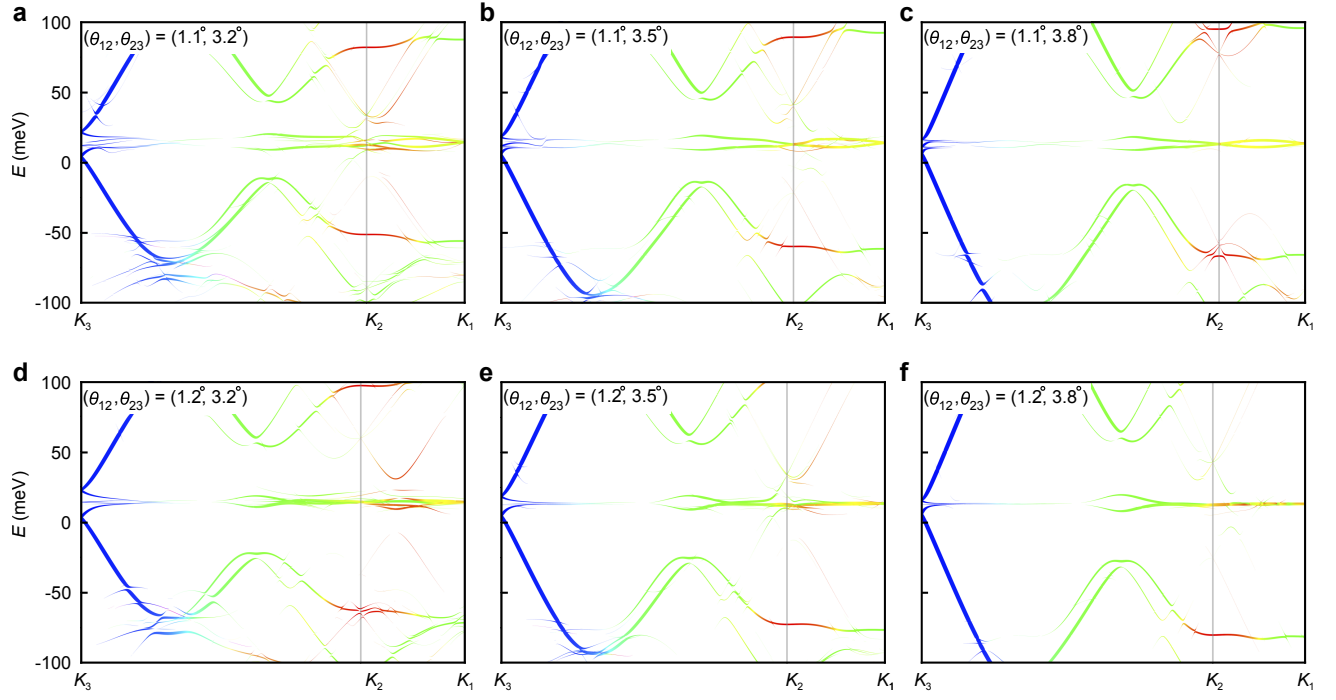 a
(θ12,θ23) = (1.1°, 3.2°)
100
50
0
-50
-100
E (meV)
K3
K2
K1
b
(θ12,θ23) = (1.1°, 3.5°)
K3
K2
K1
c
(θ12,θ23) = (1.1°, 3.8°)
K3
K2
K1
d
(θ12,θ23) = (1.2°, 3.2°)
100
50
0
-50
-100
E (meV)
K3
K2
K1
e
(θ12,θ23) = (1.2°, 3.5°)
K3
K2
K1
f
(θ12,θ23) = (1.2°, 3.8°)
K3
K2
K1